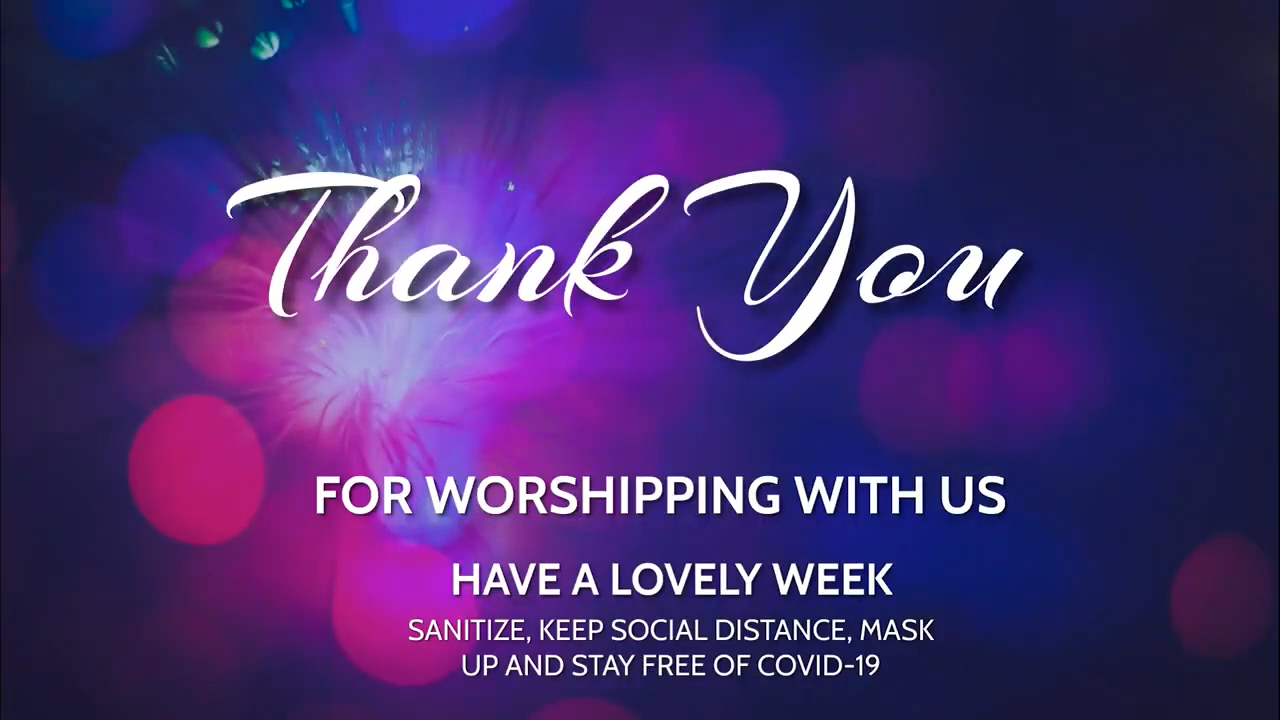 Thank You
FOR WORSHIPPING WITH US
HAVE A LOVELY WEEK
SANITIZE, KEEP SOCIAL DISTANCE, MASK
UP AND STAY FREE OF COVID-19